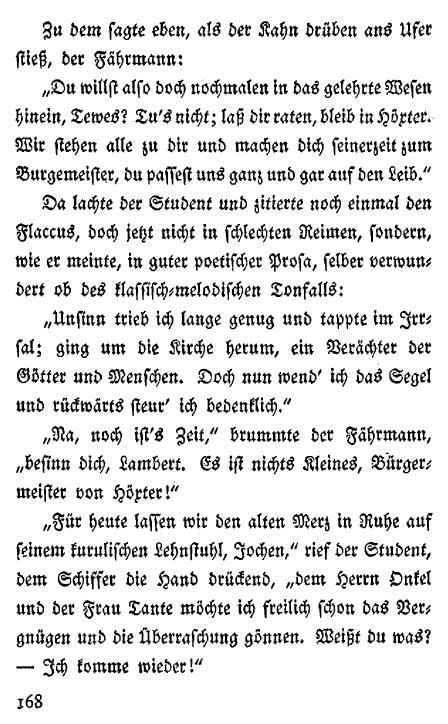 Zu dem ſagte eben, als der Kahn drüben ans Ufer
ſtieß, der Fährmann:
„Du willſt alſo doch nochmalen in das gelehrte Weſen
hinein, Tewes? Tu's nicht; laß dir raten, bleib in Höxter.
Wir ſtehen alle zu dir und machen dich ſeinerzeit zum
Burgemeiſter, du paſſeſt uns ganz und gar auf den Leib.“
Da lachte der Student und zitierte noch einmal den
Flaccus, doch jetzt nicht in ſchlechten Reimen, ſondern,
wie er meinte, in guter poetiſcher Proſa, ſelber verwun⸗
dert ob des klaſſiſch⸗melodiſchen Tonfalls:
„Unſinn trieb ich lange genug und tappte im Irr⸗
ſal; ging um die Kirche herum, ein Verächter der
Götter und Menſchen. Doch nun wend' ich das Segel
und rückwärts ſteur' ich bedenklich.“
„Na, noch iſt's Zeit,“ brummte der Fährmann,
„beſinn dich, Lambert. Es iſt nichts Kleines, Bürger⸗
meiſter von Höxter!“
„Für heute laſſen wir den alten Merz in Ruhe auf
ſeinem kuruliſchen Lehnſtuhl, Jochen,“ rief der Student,
dem Schiffer die Hand drückend, „dem Herrn Onkel
und der Frau Tante möchte ich freilich ſchon das Ver⸗
gnügen und die Überraſchung gönnen. Weißt du was?
— Ich komme wieder!“
168